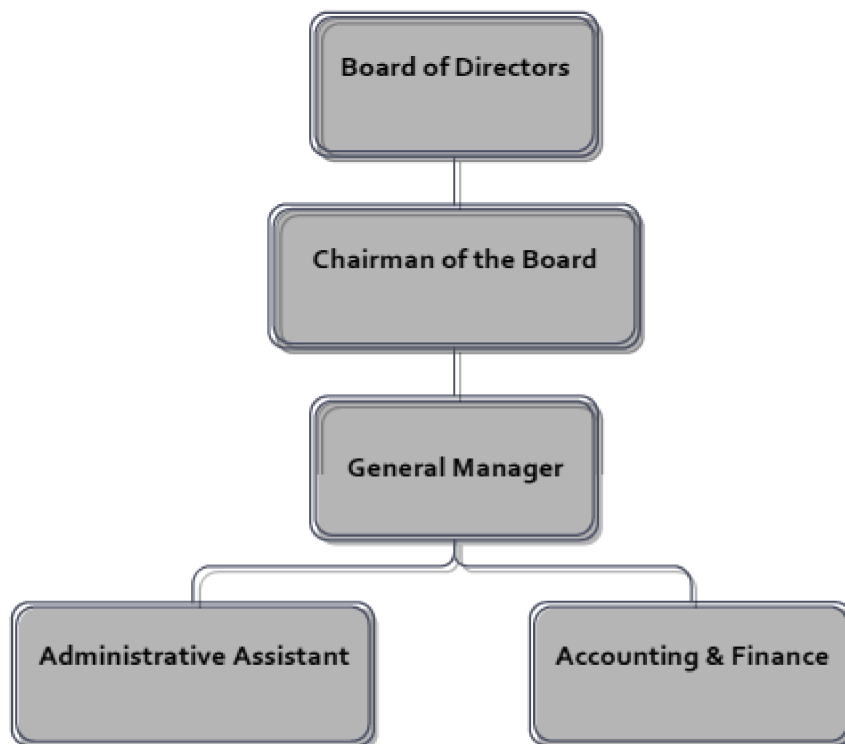 Board of Directors
Chairman of the Board
General Manager
Administrative Assistant
Accounting & Finance